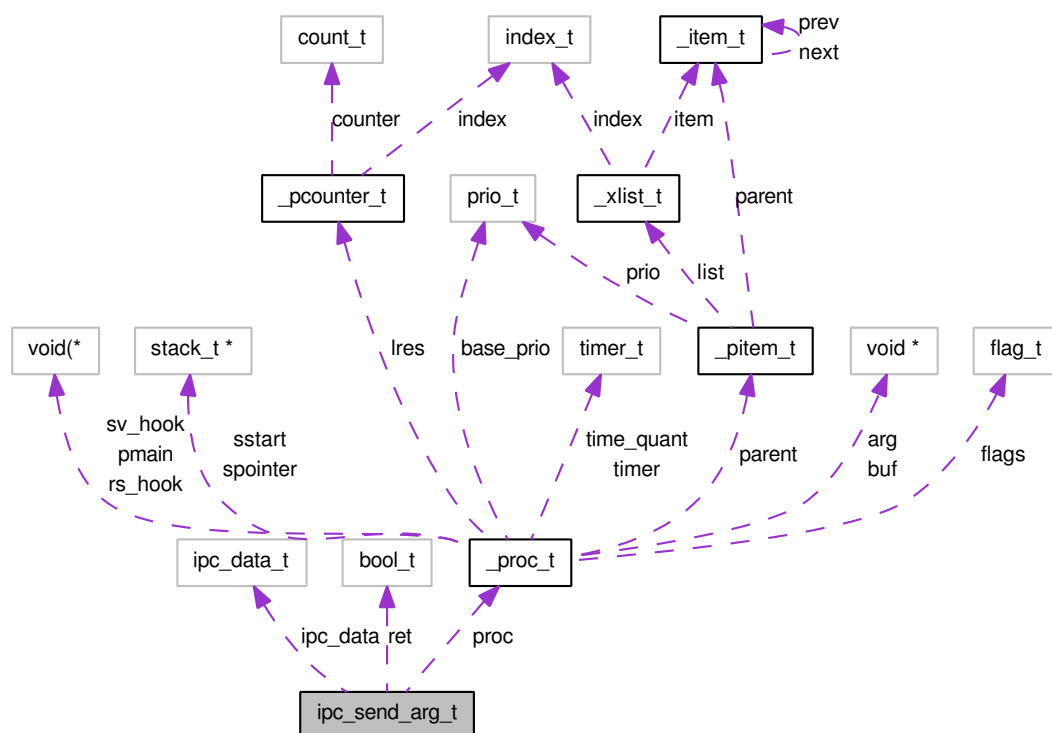 count_t
index_t
_item_t
prev
next
counter
index
index
item
_pcounter_t
prio_t
_xlist_t
parent
prio
list
void(*
stack_t *
lres
base_prio
timer_t
_pitem_t
void *
flag_t
sv_hook
pmain
rs_hook
sstart
spointer
time_quant
timer
parent
arg
buf
flags
ipc_data_t
bool_t
_proc_t
ipc_data
ret
proc
ipc_send_arg_t